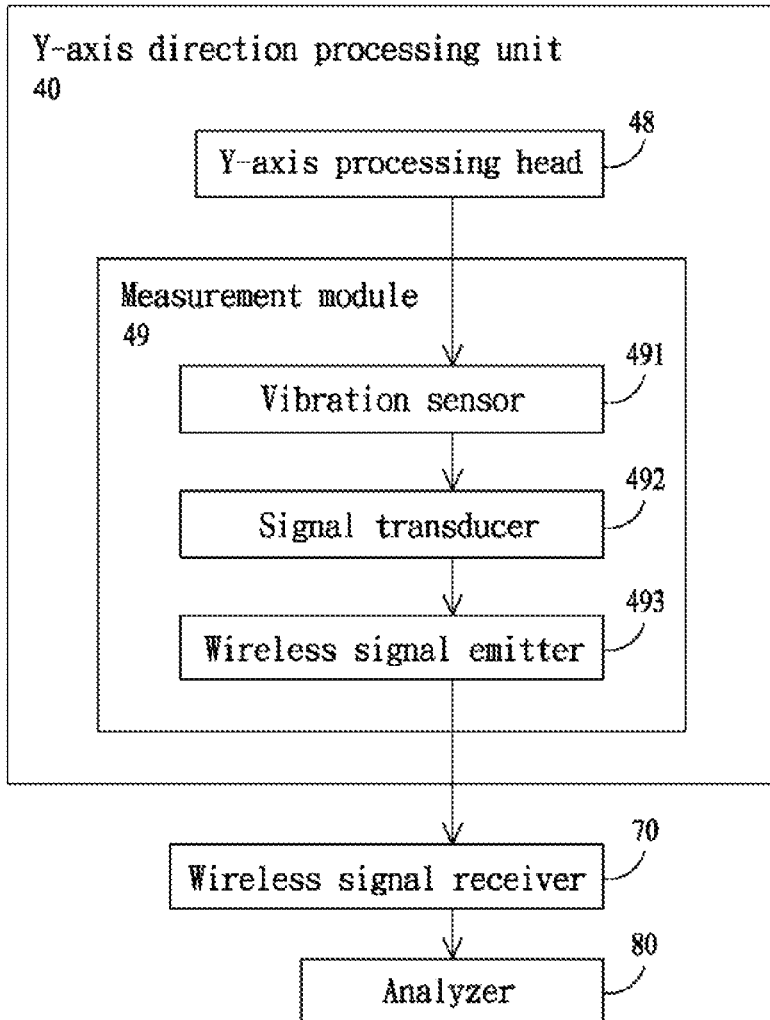 Y-axis direction processing unit
40
48
Y-axis processing head
Measurement module
49
491
Vibration sensor
492
Signal transducer
493
Wireless signal emitter
70
Wireless signal receiver
80
Analyzer